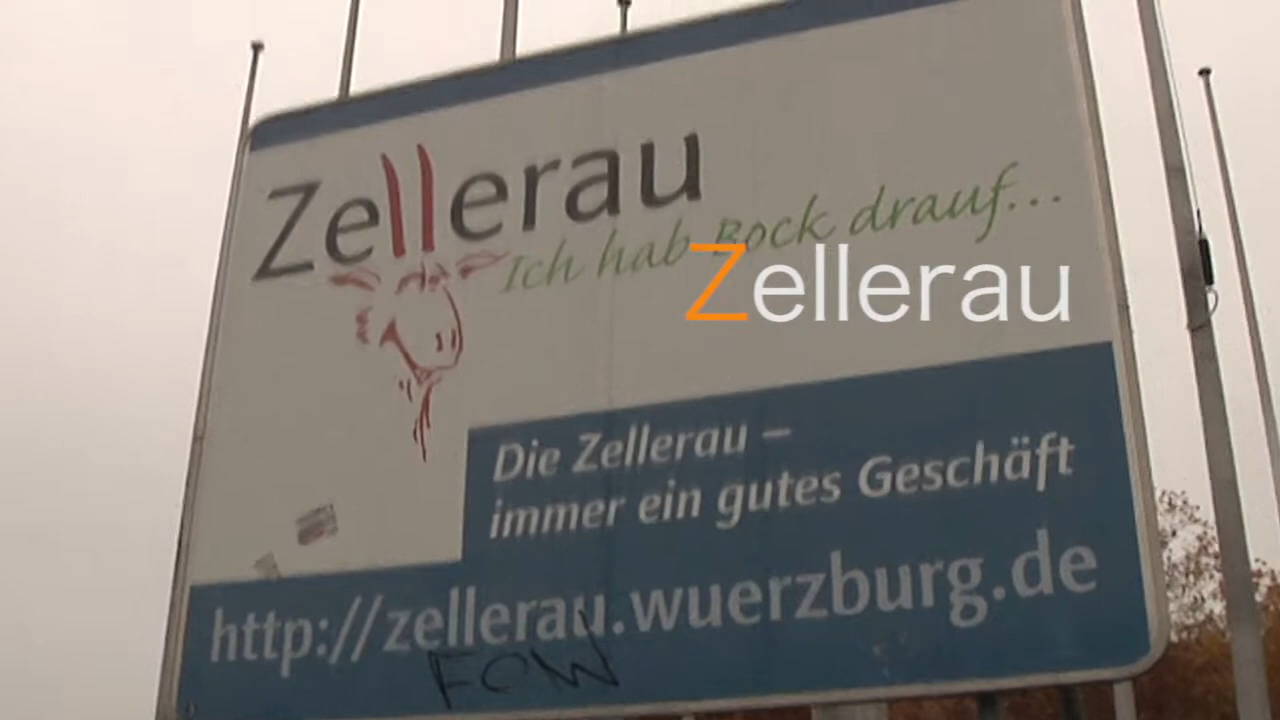 Zellerau
Ich hab Bock drauf...
Zellerau
Die Zellerau –
immer ein gutes Geschäft
http://zellerau.wuerzburg.de
FCW